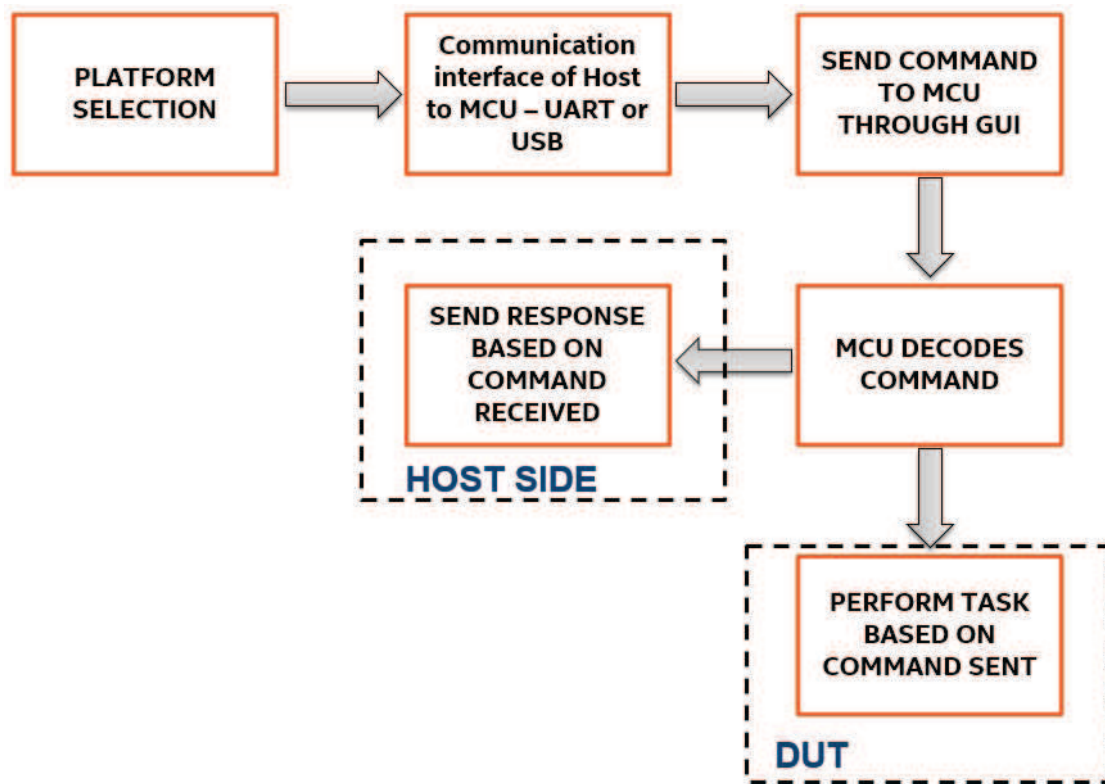 PLATFORM
SELECTION
Communication
interface of Host
to MCU – UART or
USB
SEND COMMAND
TO MCU
THROUGH GUI
SEND RESPONSE
BASED ON
COMMAND
RECEIVED
HOST SIDE
MCU DECODES
COMMAND
PERFORM TASK
BASED ON
COMMAND SENT
DUT